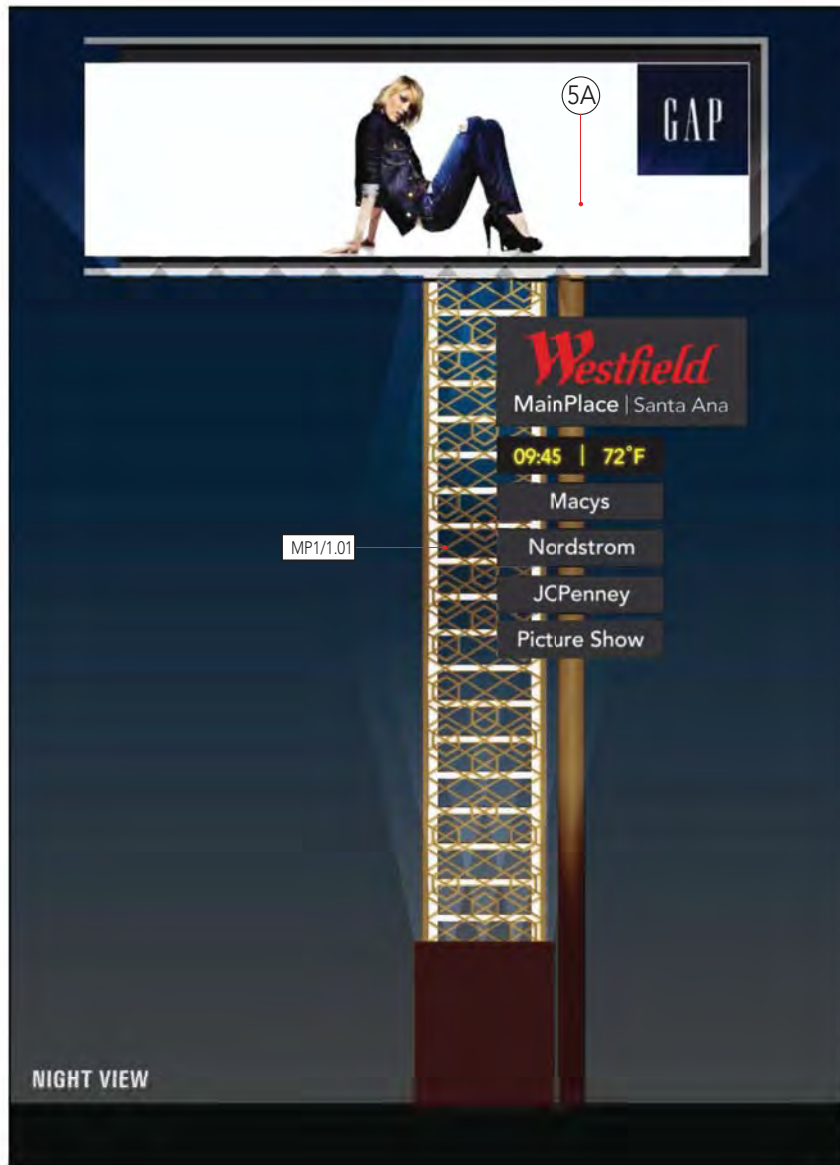 5A
GAP
Westfield
MainPlace | Santa Ana
09:45 | 72°F
Macys
MP1/1.01
Nordstrom
JCPenney
Picture Show
NIGHT VIEW